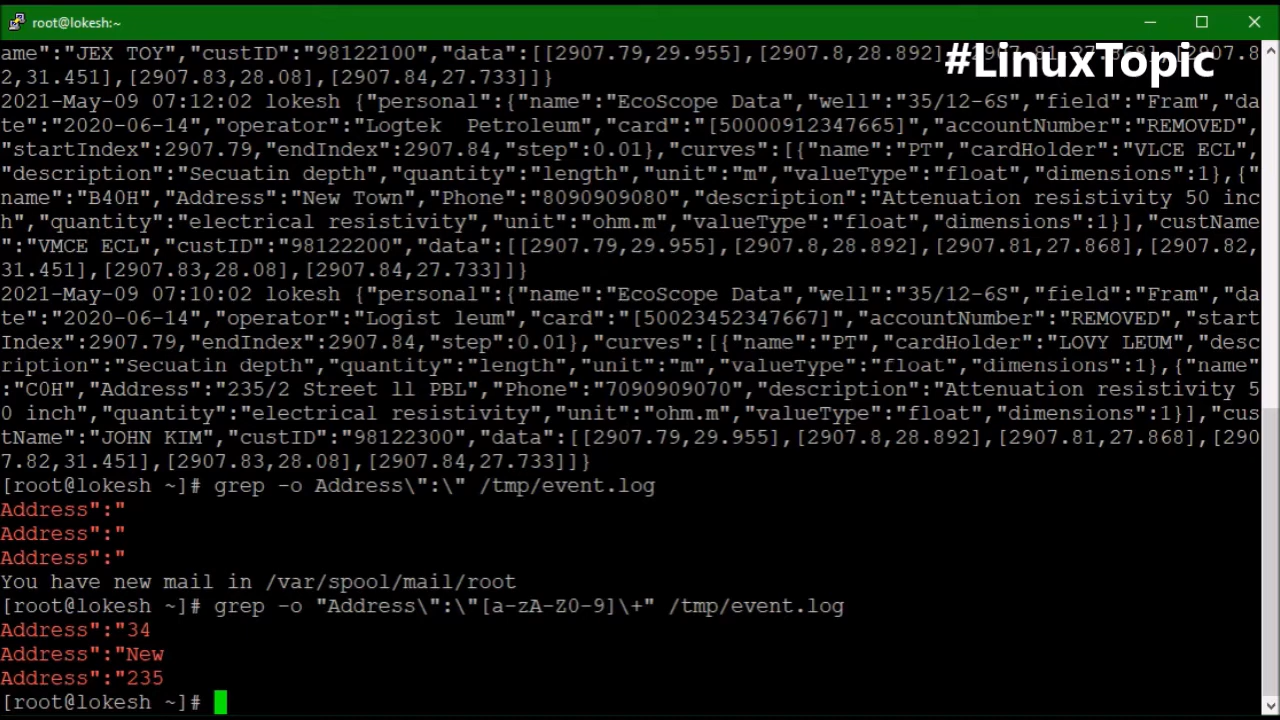 root@lokesh:~
#LinuxTopic
ame":"JEX TOY","custID":"98122100","data":[[2907.79,29.955],[2907.8,28.892],[2907.81,27.868],[2907.8
2,31.451],[2907.83,28.08],[2907.84,27.733]]}
2021-May-09 07:12:02 lokesh {"personal":{"name":"EcoScope Data","well":"35/12-6S","field":"Fram","da
te":"2020-06-14","operator":"Logtek  Petroleum","card":"[50000912347665]","accountNumber":"REMOVED",
"startIndex":2907.79,"endIndex":2907.84,"step":0.01},"curves":[{"name":"PT","cardHolder":"VLCE ECL",
"description":"Secuatin depth","quantity":"length","unit":"m","valueType":"float","dimensions":1},{"
name":"B40H","Address":"New Town","Phone":"8090909080","description":"Attenuation resistivity 50 inc
h","quantity":"electrical resistivity","unit":"ohm.m","valueType":"float","dimensions":1}],"custName
":"VMCE ECL","custID":"98122200","data":[[2907.79,29.955],[2907.8,28.892],[2907.81,27.868],[2907.82,
31.451],[2907.83,28.08],[2907.84,27.733]]}
2021-May-09 07:10:02 lokesh {"personal":{"name":"EcoScope Data","well":"35/12-6S","field":"Fram","da
te":"2020-06-14","operator":"Logist leum","card":"[50023452347667]","accountNumber":"REMOVED","start
Index":2907.79,"endIndex":2907.84,"step":0.01},"curves":[{"name":"PT","cardHolder":"LOVY LEUM","desc
ription":"Secuatin depth","quantity":"length","unit":"m","valueType":"float","dimensions":1},{"name"
:"C0H","Address":"235/2 Street ll PBL","Phone":"7090909070","description":"Attenuation resistivity 5
0 inch","quantity":"electrical resistivity","unit":"ohm.m","valueType":"float","dimensions":1}],"cus
tName":"JOHN KIM","custID":"98122300","data":[[2907.79,29.955],[2907.8,28.892],[2907.81,27.868],[290
7.82,31.451],[2907.83,28.08],[2907.84,27.733]]}
[root@lokesh ~]# grep -o Address\":\" /tmp/event.log
Address":"
Address":"
Address":"
You have new mail in /var/spool/mail/root
[root@lokesh ~]# grep -o "Address\":\"[a-zA-Z0-9]\+" /tmp/event.log
Address":"34
Address":"New
Address":"235
[root@lokesh ~]#